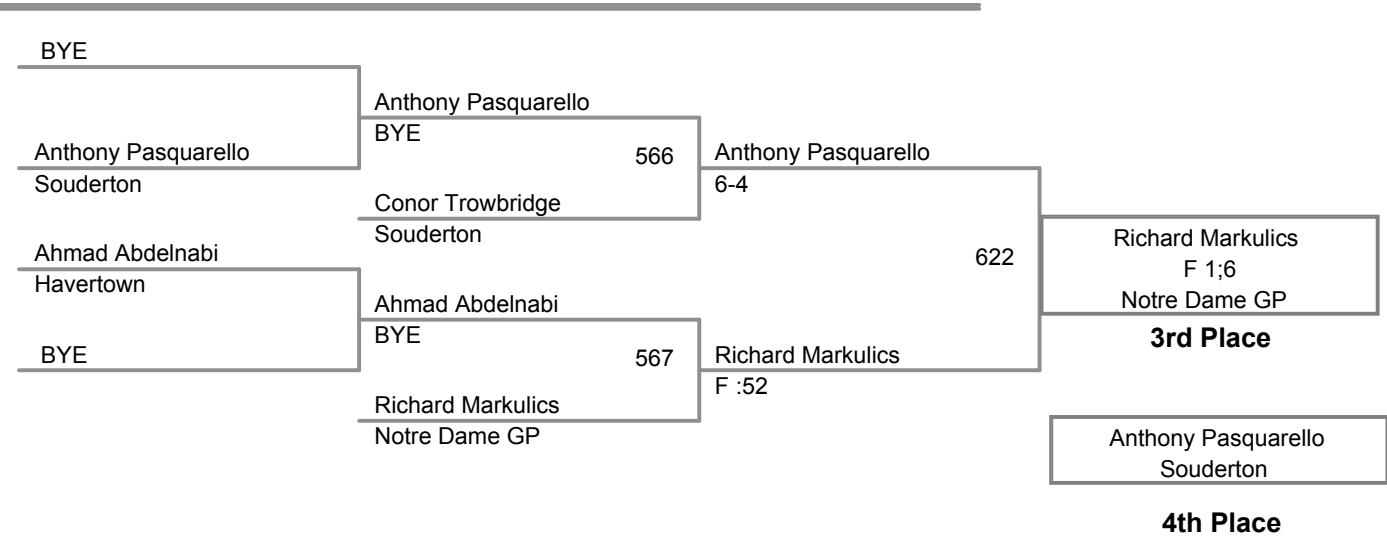 BYE
Anthony Pasquarello
BYE
Anthony Pasquarello
Souderton
566
Anthony Pasquarello
6-4
Conor Trowbridge
Souderton
Ahmad Abdelnabi
Havertown
622
Richard Markulics
F 1;6
Notre Dame GP
3rd Place
Ahmad Abdelnabi
BYE
BYE
567
Richard Markulics
F :52
Richard Markulics
Notre Dame GP
Anthony Pasquarello
Souderton
4th Place